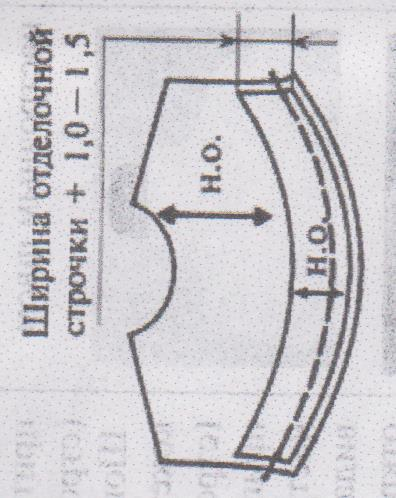 Ширина отделочной
строчки + 1,0 – 1,5
н.о.
н.о.